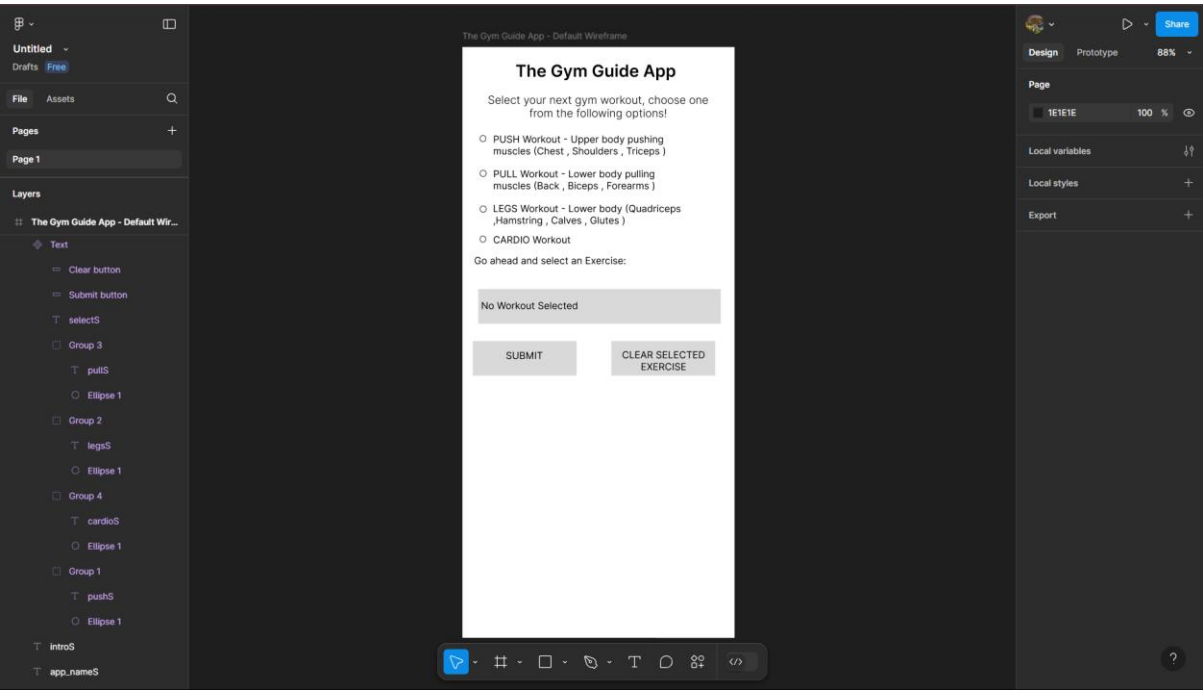 Untitled
Drafts Free
File Assets
Pages
Page 1
Layers
The Gym Guide App - Default Wir...
Text
Clear button
Submit button
selectS
Group 3
pullS
Ellipse 1
Group 2
legsS
Ellipse 1
Group 4
cardioS
Ellipse 1
Group 1
pushS
Ellipse 1
introS
app_nameS
The Gym Guide App - Default Wireframe
The Gym Guide App
Select your next gym workout, choose one
from the following options!
PUSH Workout - Upper body pushing
muscles (Chest , Shoulders , Triceps )
PULL Workout - Lower body pulling
muscles (Back , Biceps , Forearms )
LEGS Workout - Lower body (Quadriceps
,Hamstring , Calves , Glutes )
CARDIO Workout
Go ahead and select an Exercise:
No Workout Selected
SUBMIT
CLEAR SELECTED
EXERCISE
Share
Design Prototype 88%
Page
1E1E1E 100 %
Local variables
Local styles
Export
?